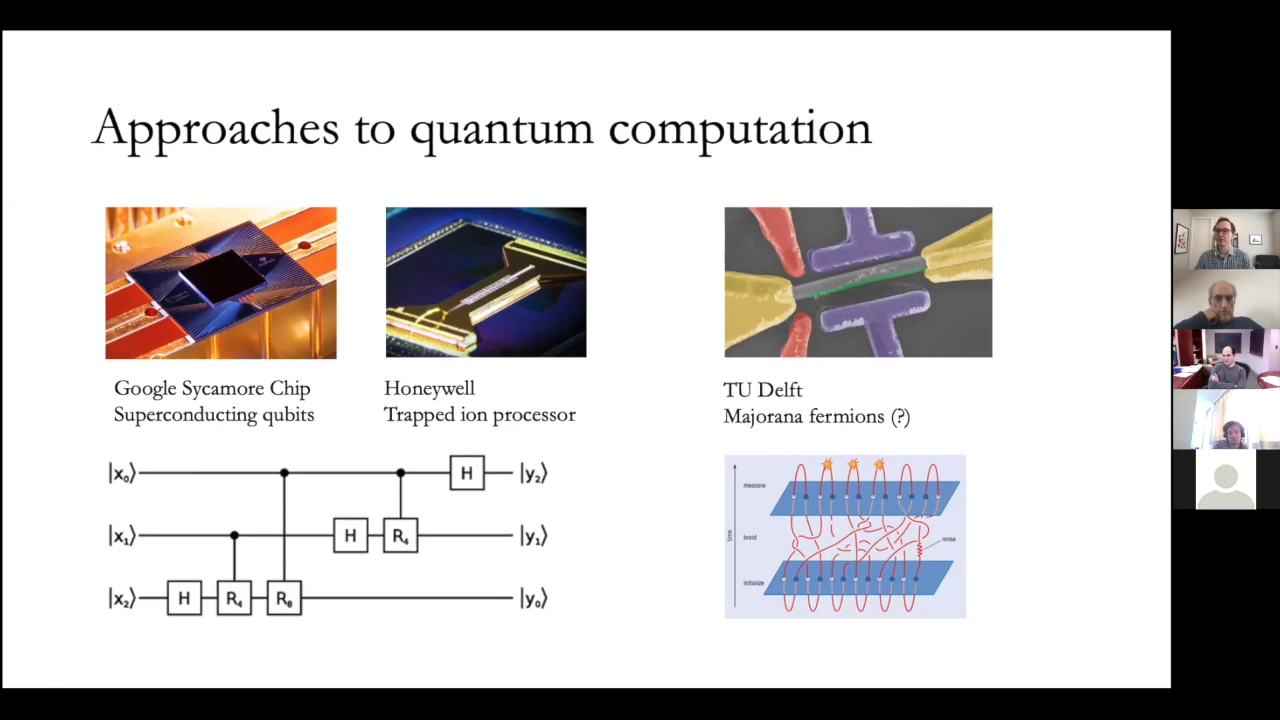 Approaches to quantum computation
Google Sycamore Chip
Superconducting qubits
Honeywell
Trapped ion processor
TU Delft
Majorana fermions (?)
|x₀⟩ H |y₂⟩
|x₁⟩ H R₄ |y₁⟩
|x₂⟩ H R₄ R₈ |y₀⟩
measure
time
braid
noise
initialize